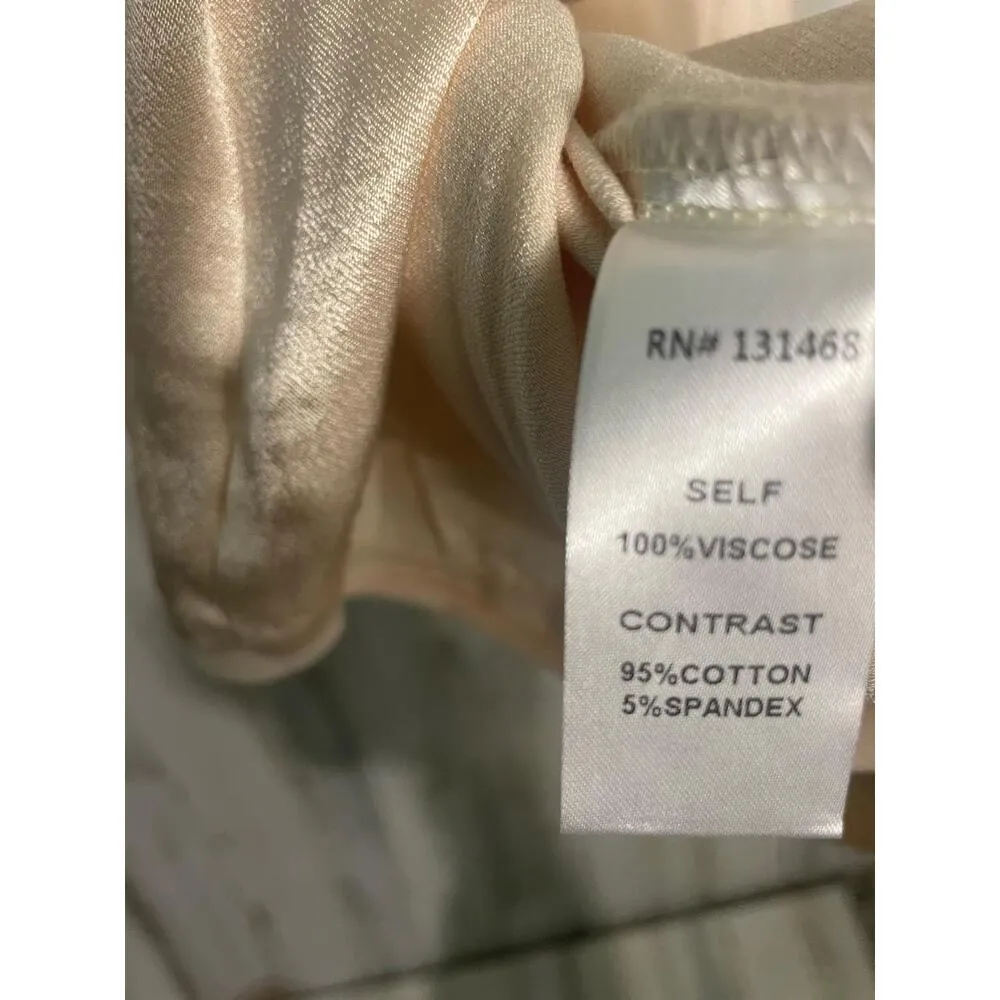 RN# 131468
SELF
100%VISCOSE
CONTRAST
95%COTTON
5%SPANDEX